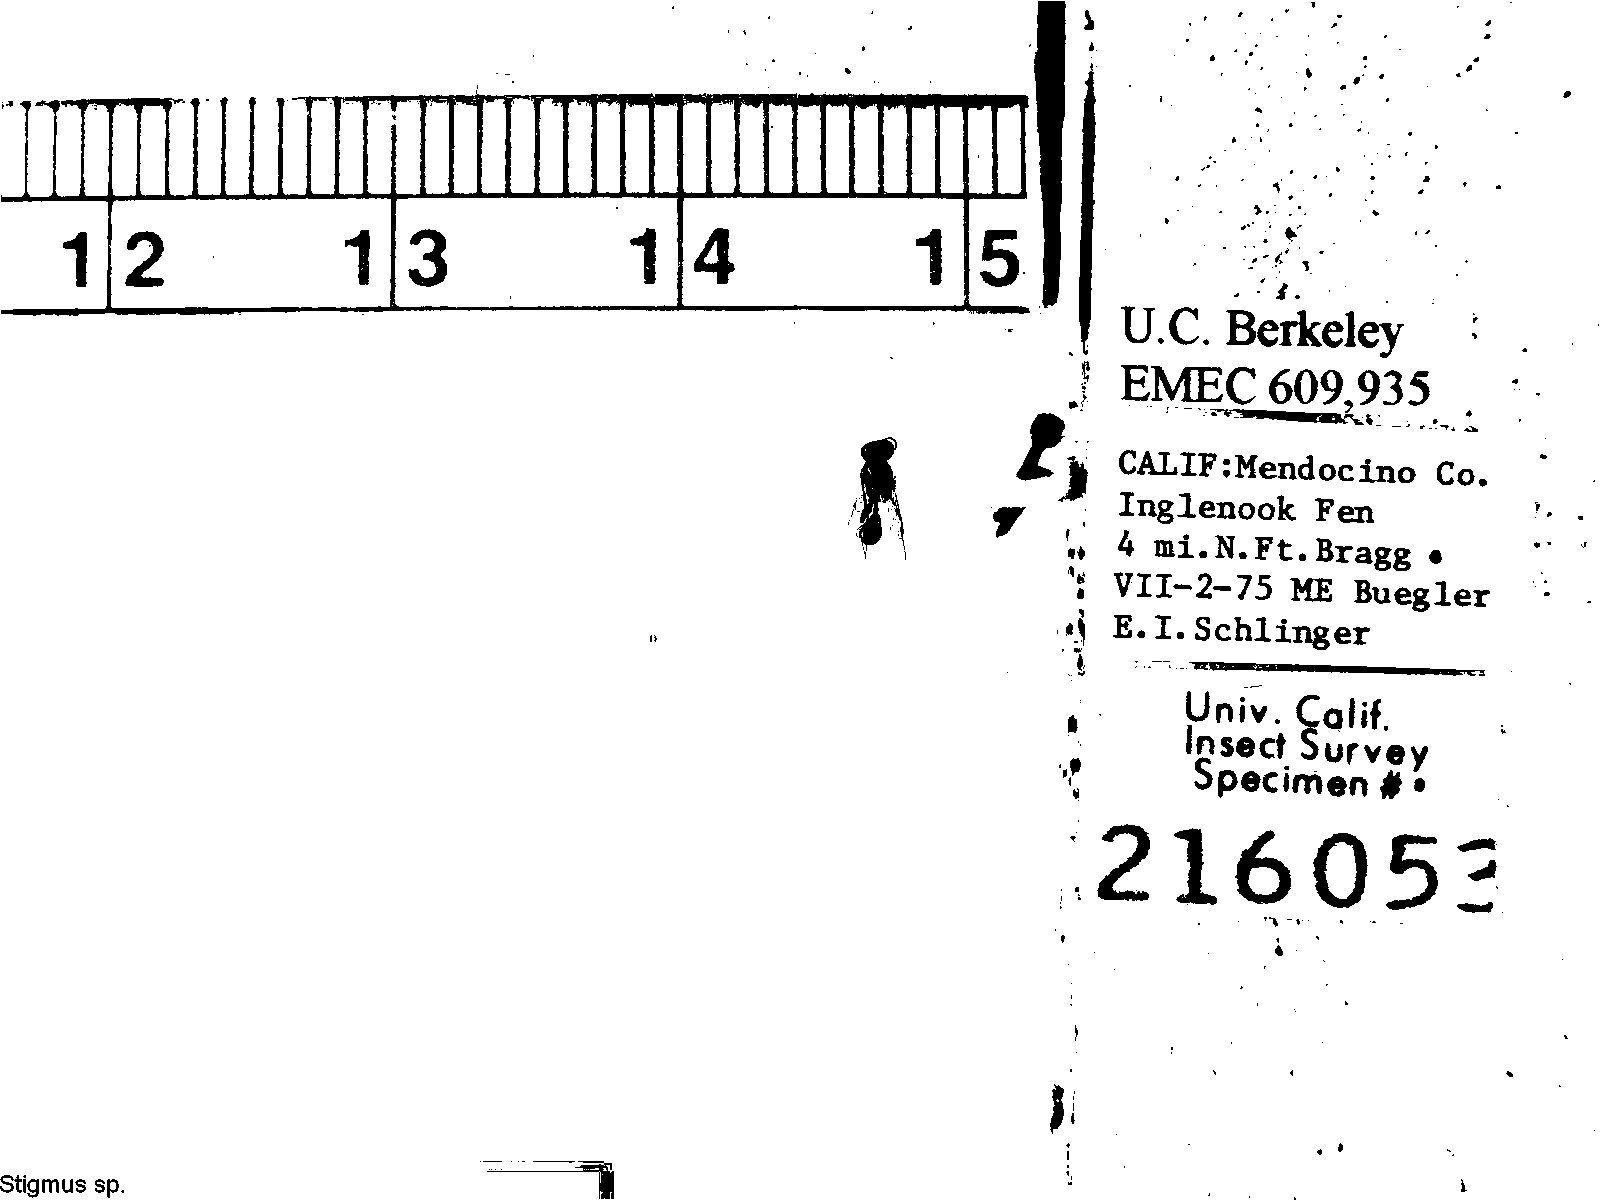 12 13 14 15
U.C. Berkeley
EMEC 609,935
CALIF:Mendocino Co.
Inglenook Fen
4 mi.N.Ft.Bragg
VII-2-75 ME Buegler
E.I.Schlinger
Univ. Calif.
Insect Survey
Specimen #
216053
Stigmus sp.